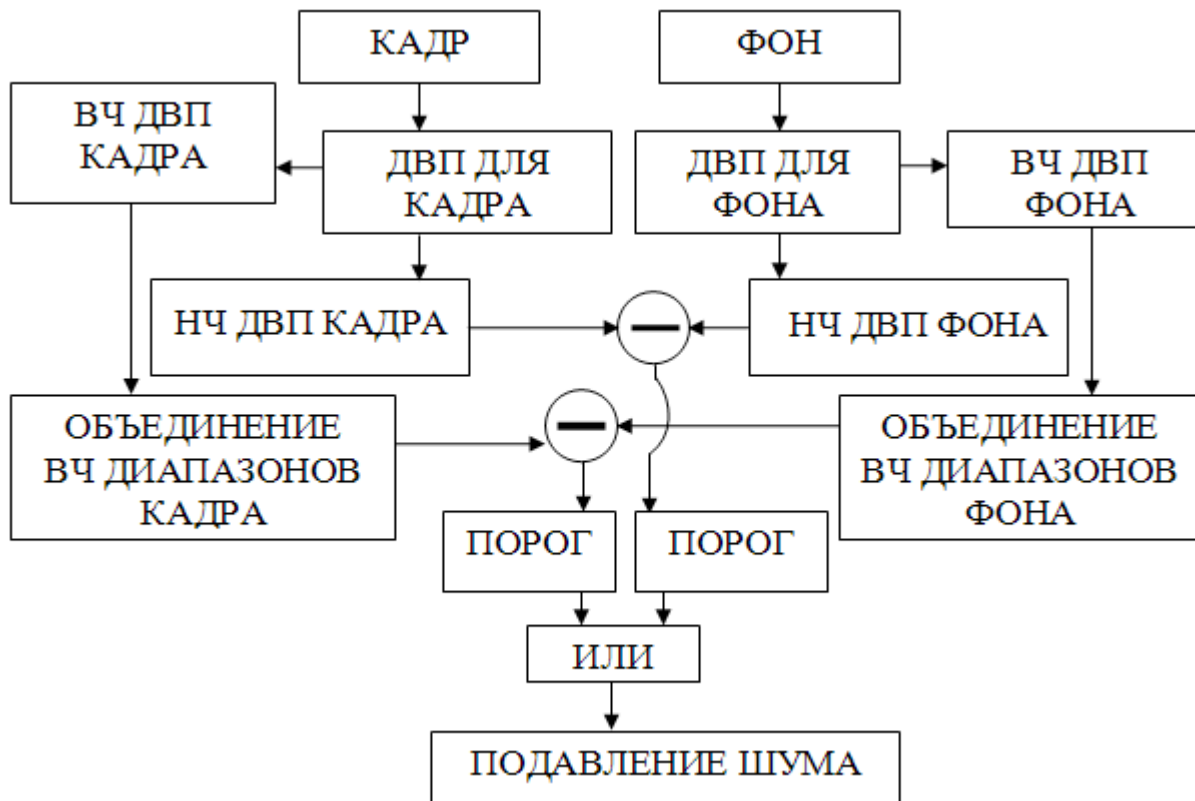 КАДР
ФОН
ВЧ ДВП
КАДРА
ДВП ДЛЯ
КАДРА
ДВП ДЛЯ
ФОНА
ВЧ ДВП
ФОНА
НЧ ДВП КАДРА
НЧ ДВП ФОНА
ОБЪЕДИНЕНИЕ
ВЧ ДИАПАЗОНОВ
КАДРА
ОБЪЕДИНЕНИЕ
ВЧ ДИАПАЗОНОВ
ФОНА
ПОРОГ
ПОРОГ
ИЛИ
ПОДАВЛЕНИЕ ШУМА